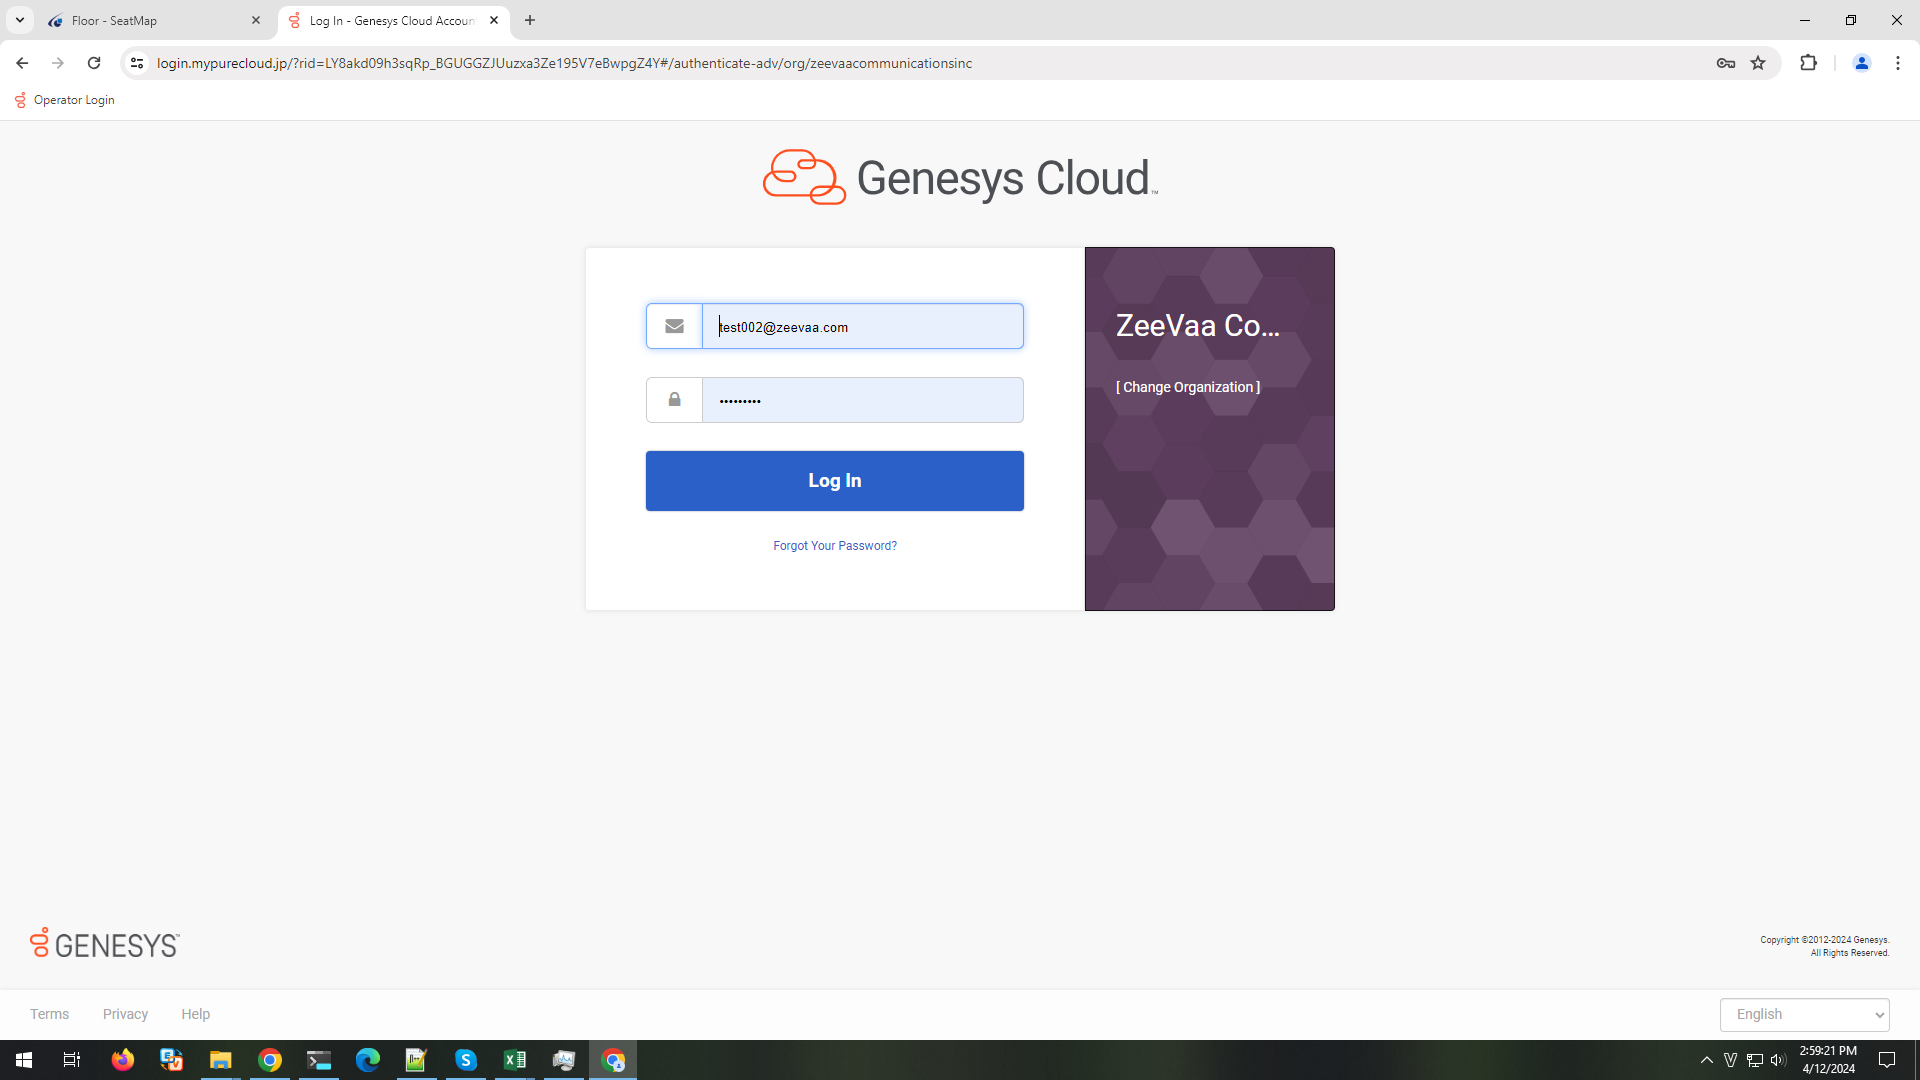 Floor - SeatMap
Log In - Genesys Cloud Accoun
login.mypurecloud.jp/?rid=LY8akd09h3sqRp_BGUGGZJUuzxa3Ze195V7eBwpgZ4Y#/authenticate-adv/org/zeevaacommunicationsinc
Operator Login
Genesys Cloud™
test002@zeevaa.com
•••••••••
Log In
Forgot Your Password?
ZeeVaa Co...
[ Change Organization ]
GENESYS™
Copyright ©2012-2024 Genesys.
All Rights Reserved.
Terms
Privacy
Help
English
2:59:21 PM
4/12/2024